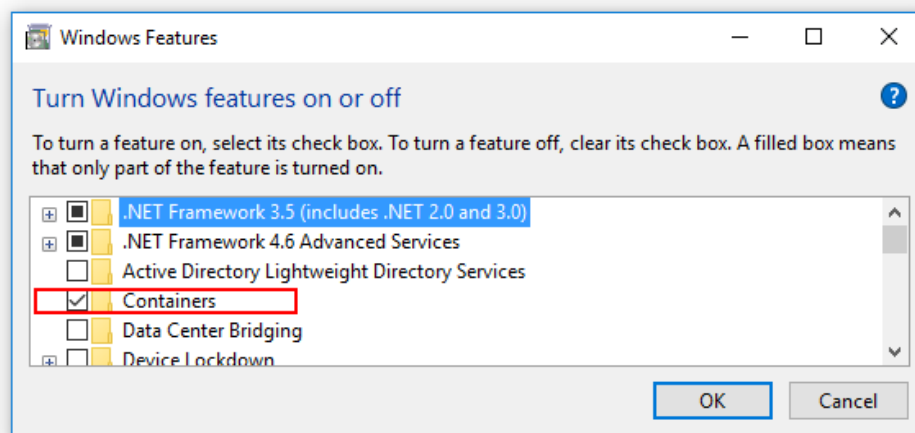 Windows Features
Turn Windows features on or off
?
To turn a feature on, select its check box. To turn a feature off, clear its check box. A filled box means
that only part of the feature is turned on.
.NET Framework 3.5 (includes .NET 2.0 and 3.0)
.NET Framework 4.6 Advanced Services
Active Directory Lightweight Directory Services
Containers
Data Center Bridging
Device Lockdown
OK Cancel